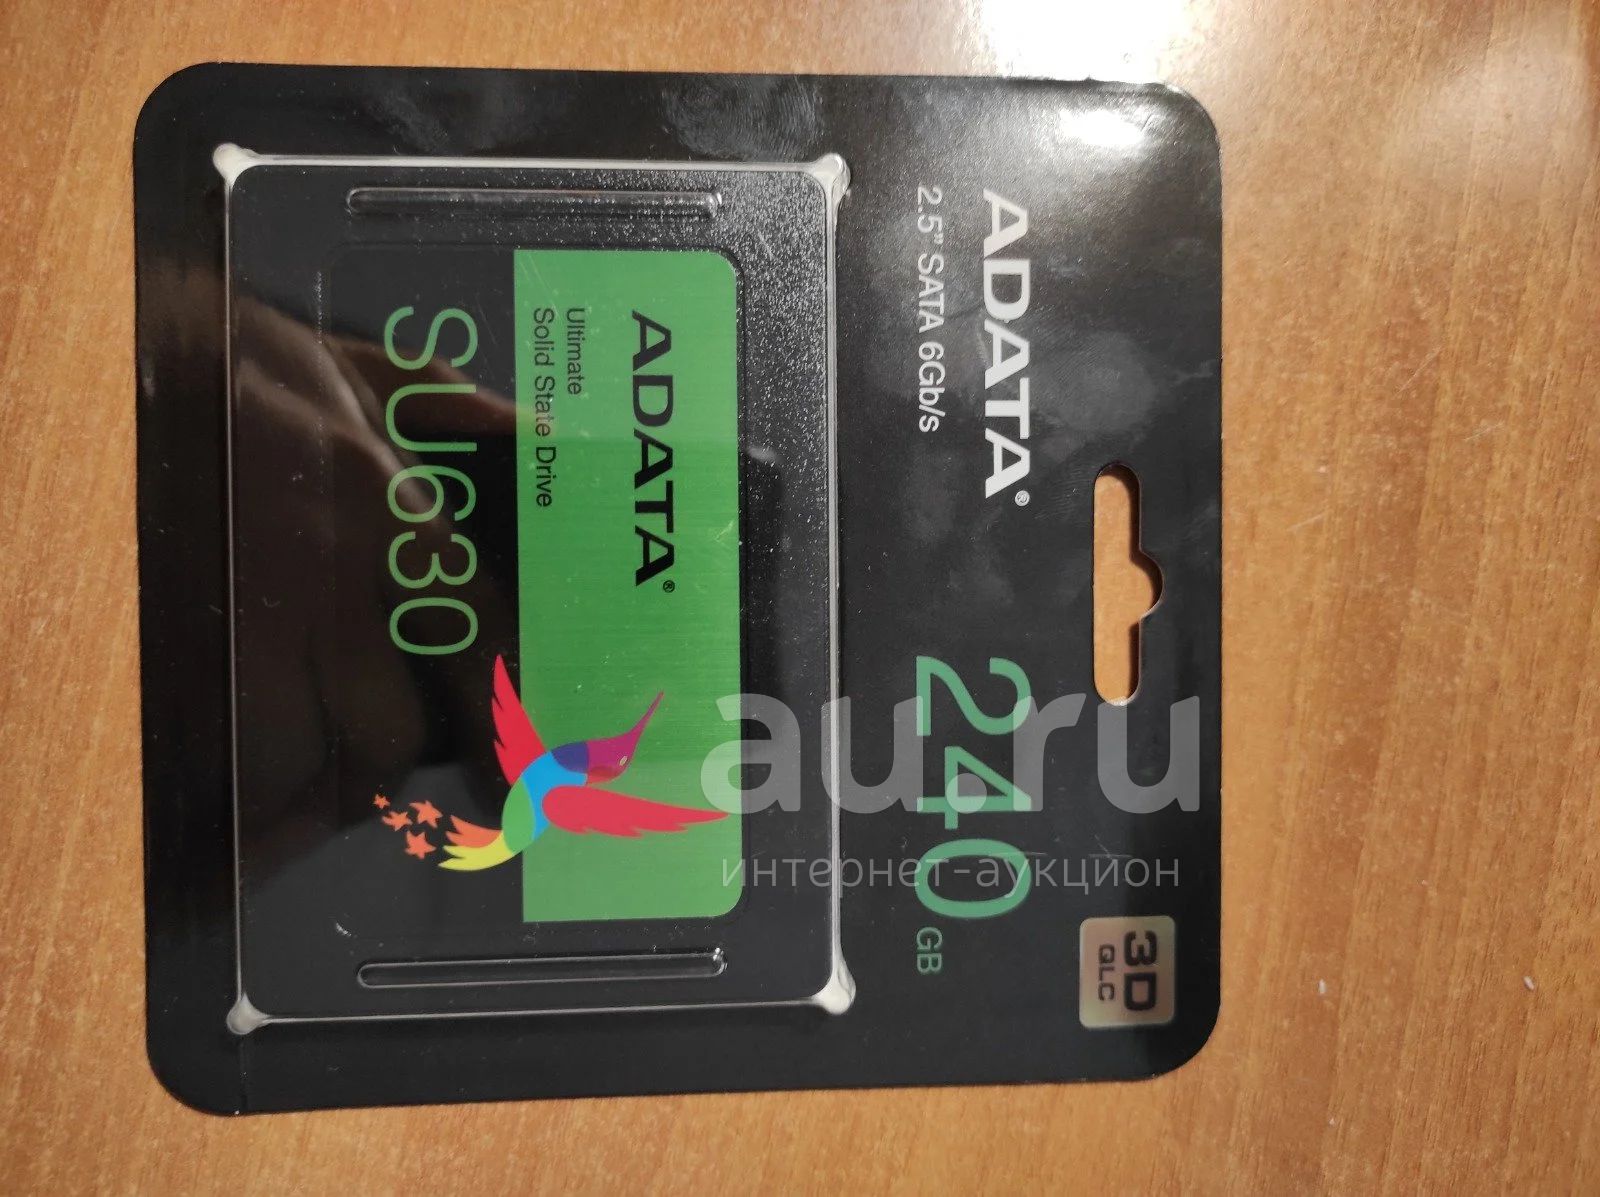 ADATA®
2.5" SATA 6Gb/s
240 GB
3D
QLC
ADATA®
Ultimate
Solid State Drive
SU630
au.ru
интернет-аукцион